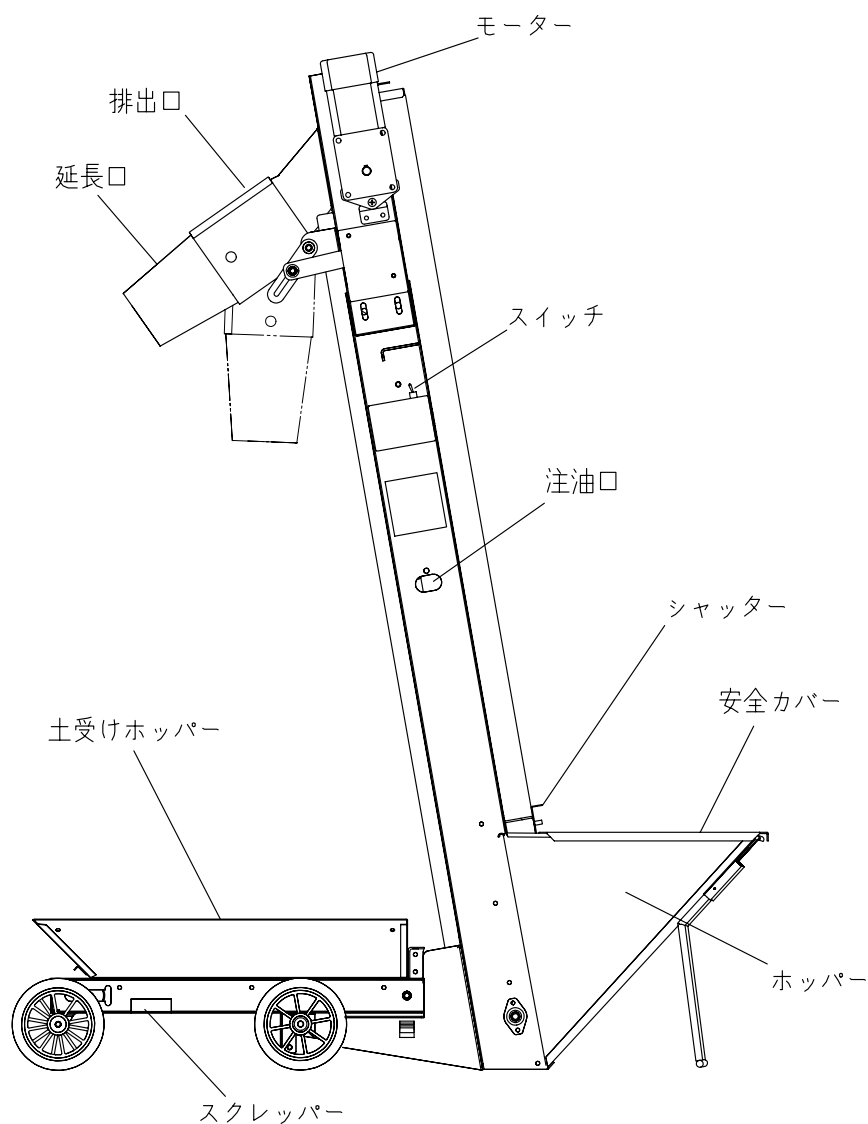 モーター
排出口
延長口
スイッチ
注油口
シャッター
安全カバー
土受けホッパー
ホッパー
スクレッパー